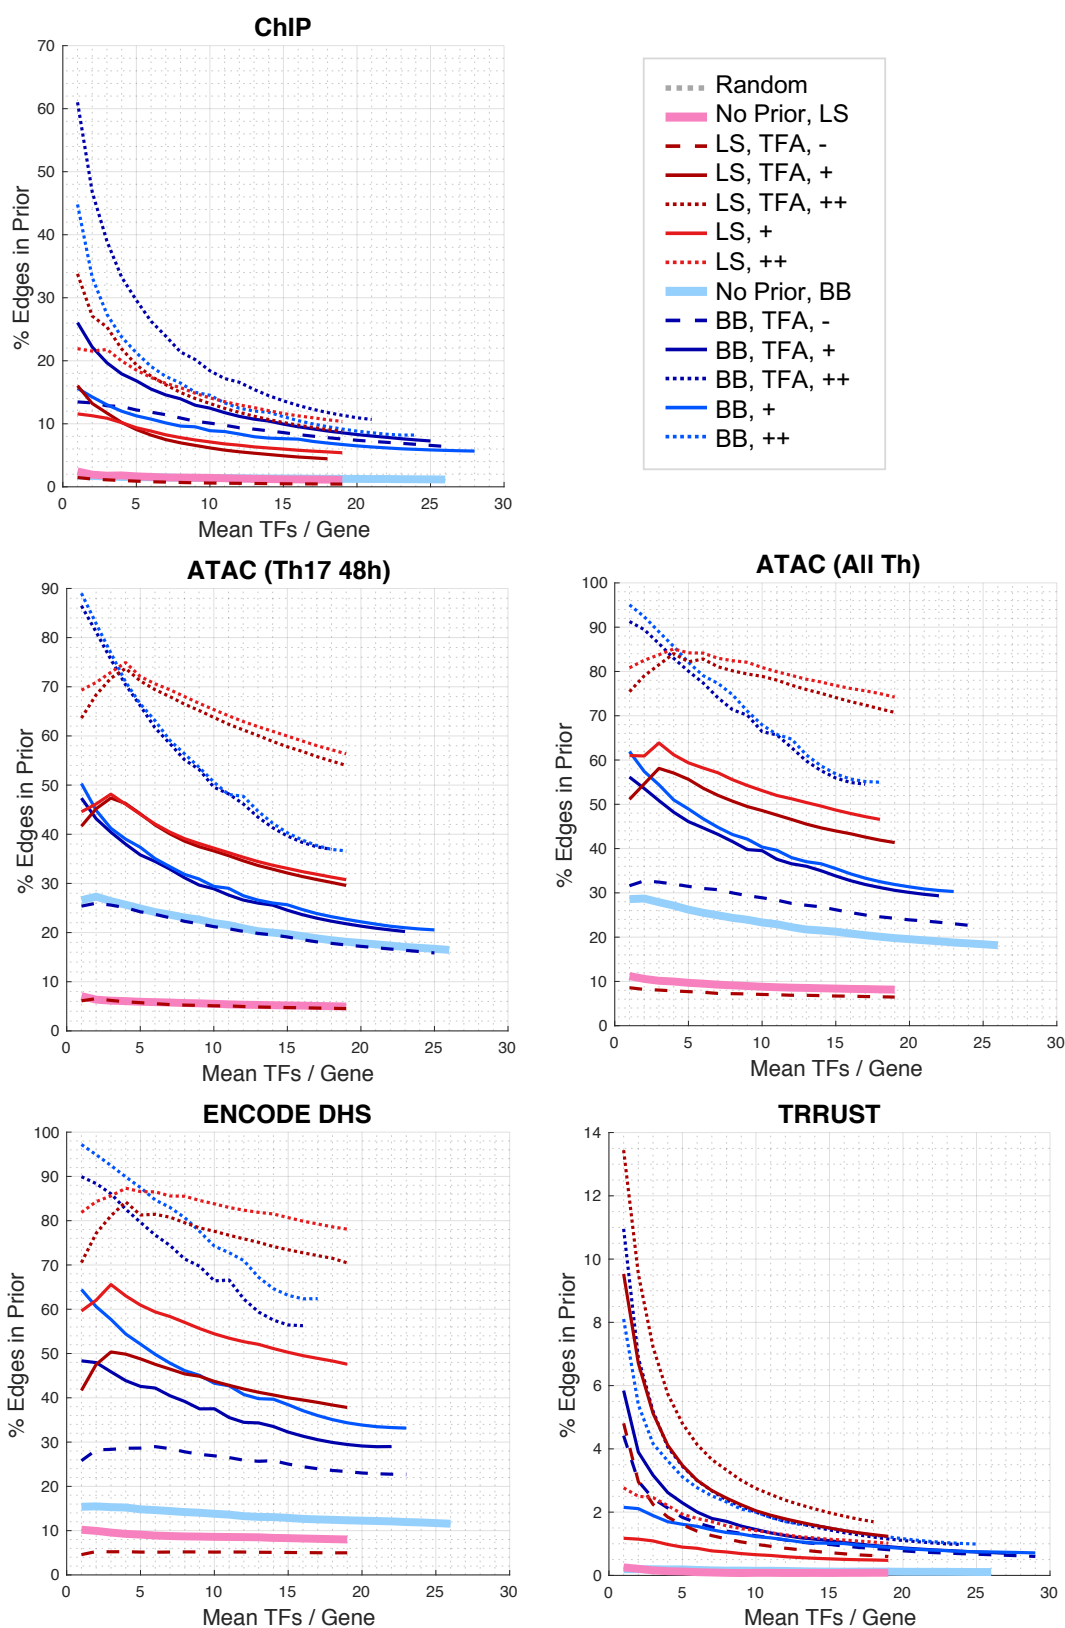 ChIP
70
60
50
40
30
20
10
0
% Edges in Prior
0 5 10 15 20 25 30
Mean TFs / Gene
Random
No Prior, LS
LS, TFA, -
LS, TFA, +
LS, TFA, ++
LS, +
LS, ++
No Prior, BB
BB, TFA, -
BB, TFA, +
BB, TFA, ++
BB, +
BB, ++
ATAC (Th17 48h)
90
80
70
60
50
40
30
20
10
0
% Edges in Prior
0 5 10 15 20 25 30
Mean TFs / Gene
ATAC (All Th)
100
90
80
70
60
50
40
30
20
10
0
% Edges in Prior
0 5 10 15 20 25 30
Mean TFs / Gene
ENCODE DHS
100
90
80
70
60
50
40
30
20
10
0
% Edges in Prior
0 5 10 15 20 25 30
Mean TFs / Gene
TRRUST
14
12
10
8
6
4
2
0
% Edges in Prior
0 5 10 15 20 25 30
Mean TFs / Gene